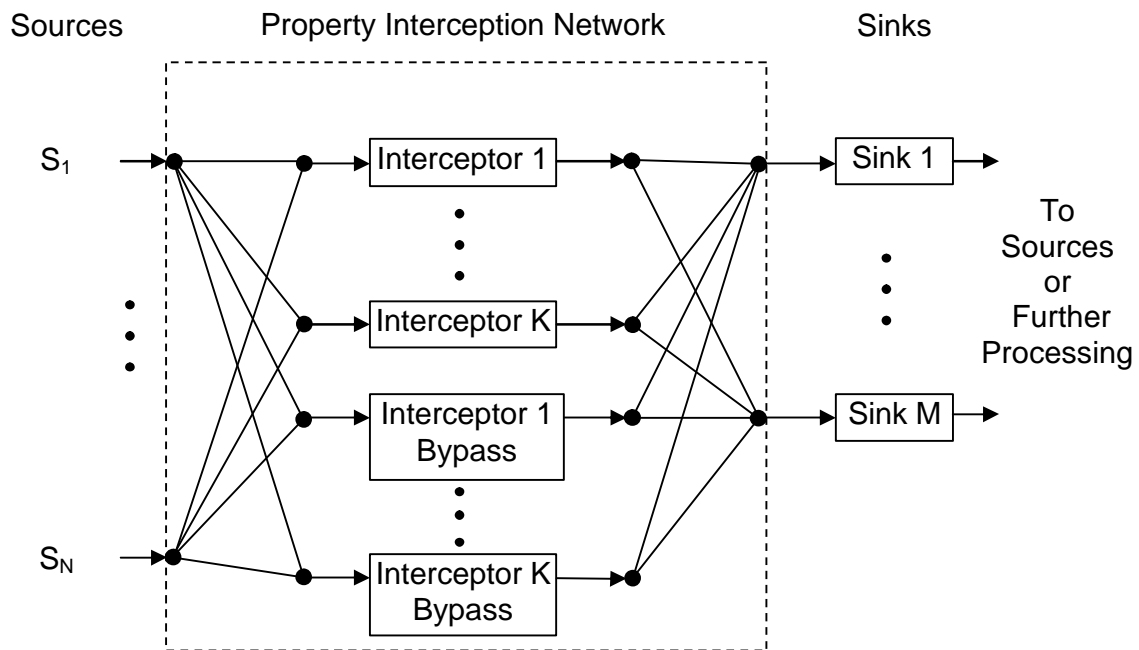 Sources
Property Interception Network
Sinks
S₁
Interceptor 1
Sink 1
To
Sources
or
Further
Processing
Interceptor K
Interceptor 1
Bypass
Sink M
Sₙ
Interceptor K
Bypass